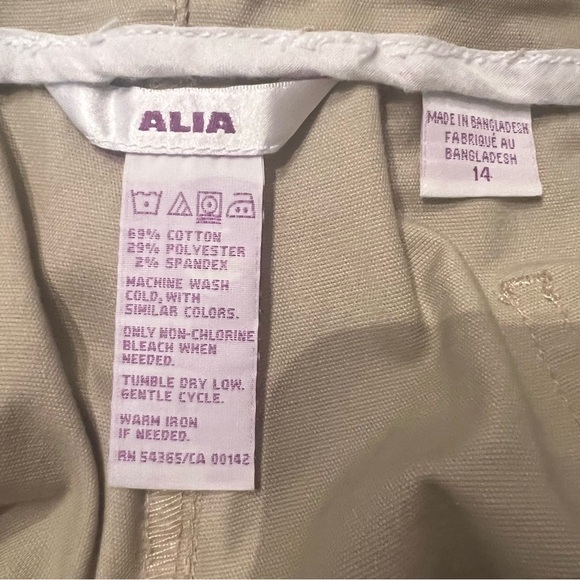 ALIA
69% COTTON
29% POLYESTER
2% SPANDEX
MACHINE WASH
COLD, WITH
SIMILAR COLORS.
ONLY NON-CHLORINE
BLEACH WHEN
NEEDED.
TUMBLE DRY LOW.
GENTLE CYCLE.
WARM IRON
IF NEEDED.
RN 54365/CA 00142
MADE IN BANGLADESH
FABRIQUÉ AU
BANGLADESH
14